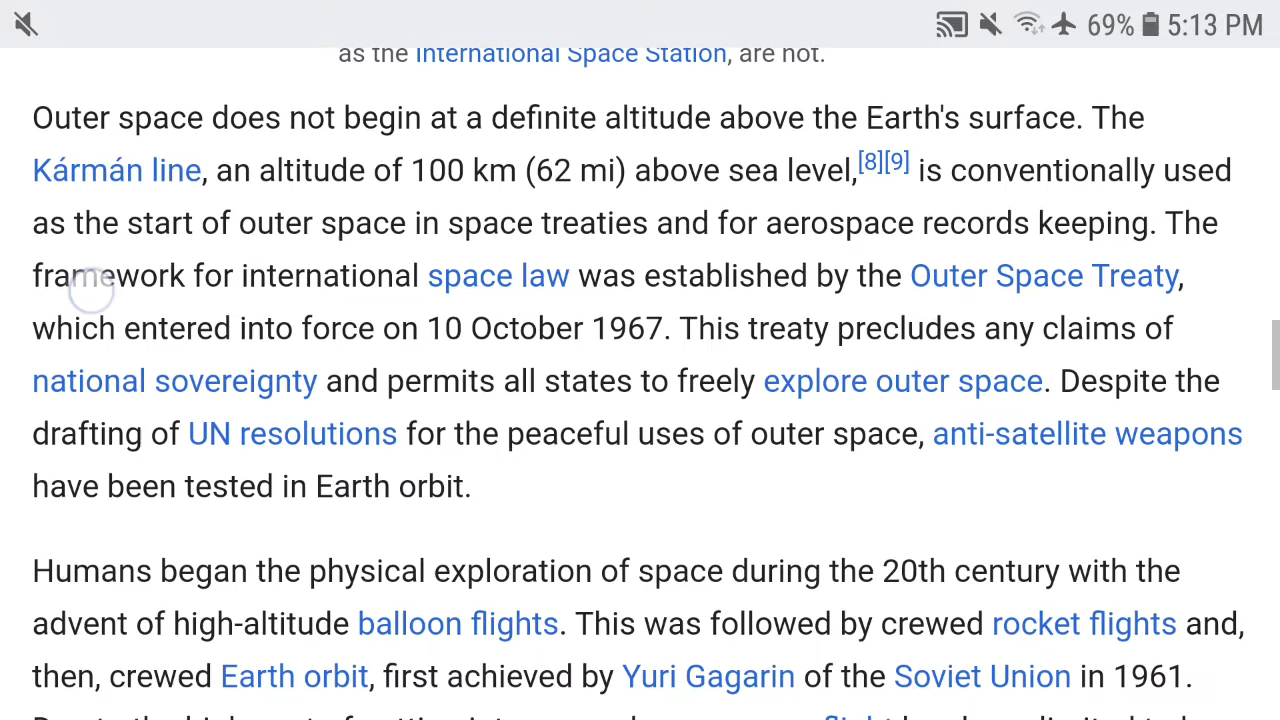 69% 5:13 PM
as the International Space Station, are not.
Outer space does not begin at a definite altitude above the Earth's surface. The
Kármán line, an altitude of 100 km (62 mi) above sea level,[8][9] is conventionally used
as the start of outer space in space treaties and for aerospace records keeping. The
framework for international space law was established by the Outer Space Treaty,
which entered into force on 10 October 1967. This treaty precludes any claims of
national sovereignty and permits all states to freely explore outer space. Despite the
drafting of UN resolutions for the peaceful uses of outer space, anti-satellite weapons
have been tested in Earth orbit.
Humans began the physical exploration of space during the 20th century with the
advent of high-altitude balloon flights. This was followed by crewed rocket flights and,
then, crewed Earth orbit, first achieved by Yuri Gagarin of the Soviet Union in 1961.